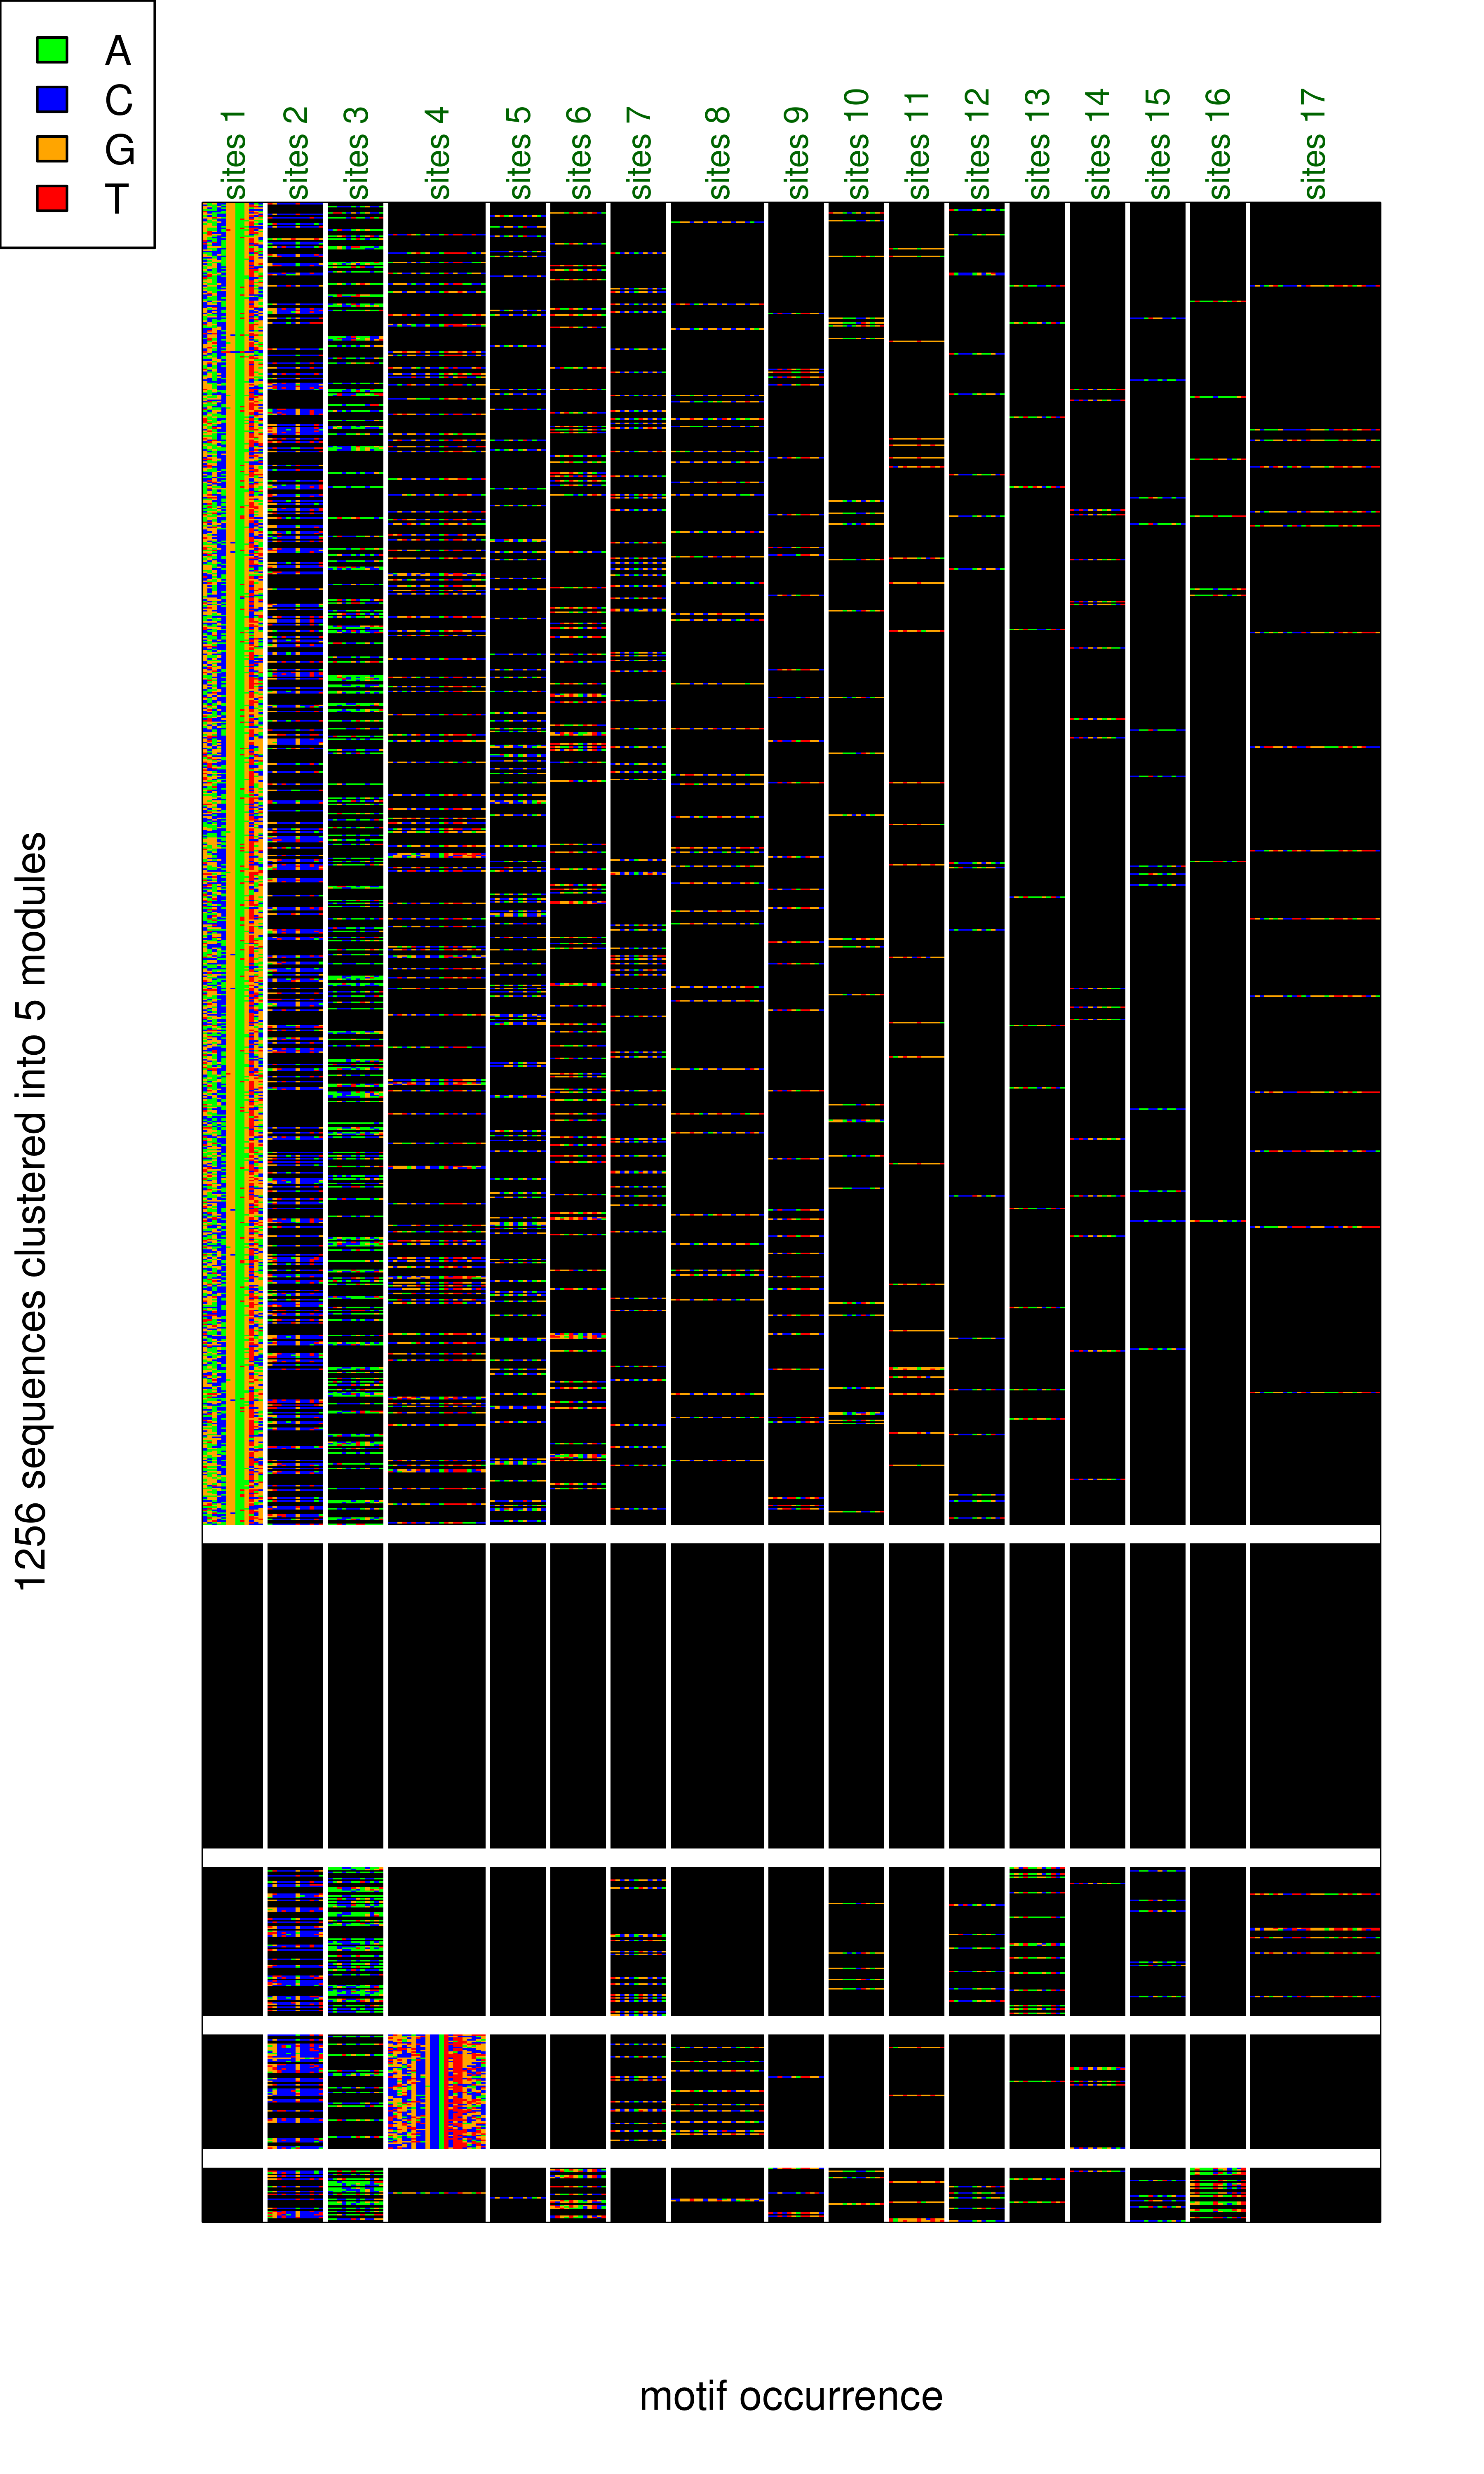 A
C
G
T
sites 1
sites 2
sites 3
sites 4
sites 5
sites 6
sites 7
sites 8
sites 9
sites 10
sites 11
sites 12
sites 13
sites 14
sites 15
sites 16
sites 17
1256 sequences clustered into 5 modules
motif occurrence